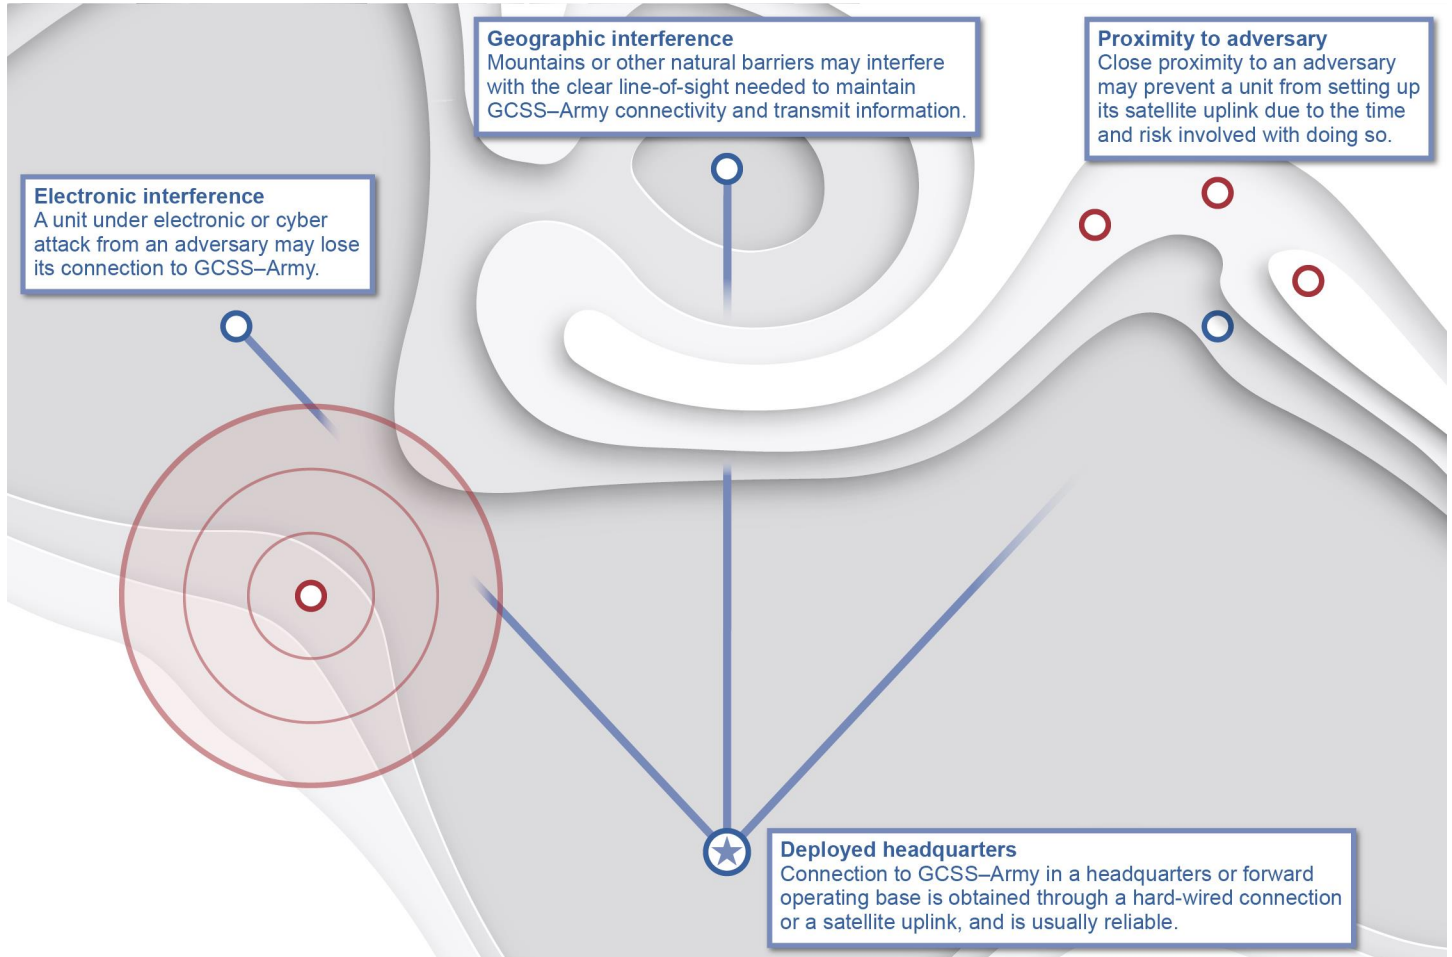 Geographic interference
Mountains or other natural barriers may interfere
with the clear line-of-sight needed to maintain
GCSS–Army connectivity and transmit information.
Proximity to adversary
Close proximity to an adversary
may prevent a unit from setting up
its satellite uplink due to the time
and risk involved with doing so.
Electronic interference
A unit under electronic or cyber
attack from an adversary may lose
its connection to GCSS–Army.
Deployed headquarters
Connection to GCSS–Army in a headquarters or forward
operating base is obtained through a hard-wired connection
or a satellite uplink, and is usually reliable.